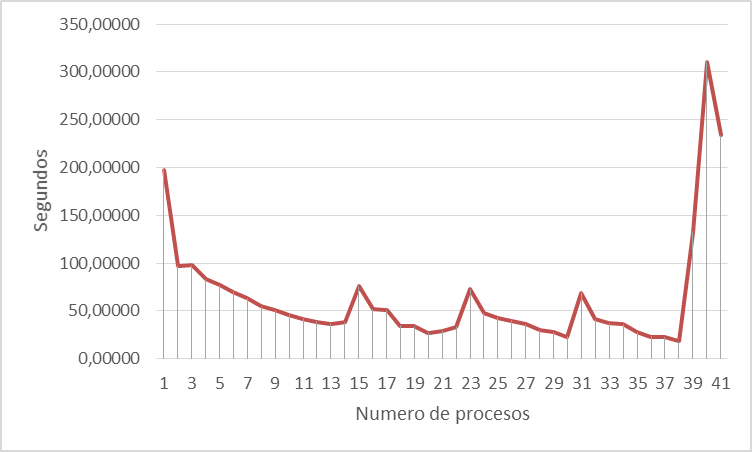 350,00000
300,00000
250,00000
200,00000
150,00000
100,00000
50,00000
0,00000
Segundos
1 3 5 7 9 11 13 15 17 19 21 23 25 27 29 31 33 35 37 39 41
Numero de procesos